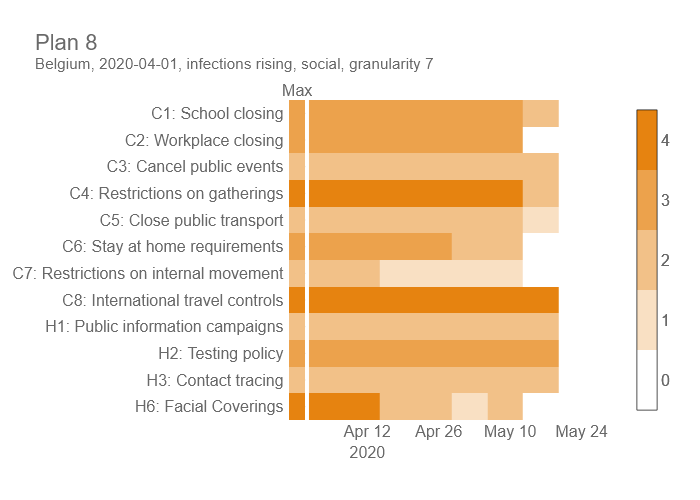 Plan 8
Belgium, 2020-04-01, infections rising, social, granularity 7
Max
C1: School closing
C2: Workplace closing
C3: Cancel public events
C4: Restrictions on gatherings
C5: Close public transport
C6: Stay at home requirements
C7: Restrictions on internal movement
C8: International travel controls
H1: Public information campaigns
H2: Testing policy
H3: Contact tracing
H6: Facial Coverings
Apr 12 Apr 26 May 10 May 24
2020
4
3
2
1
0